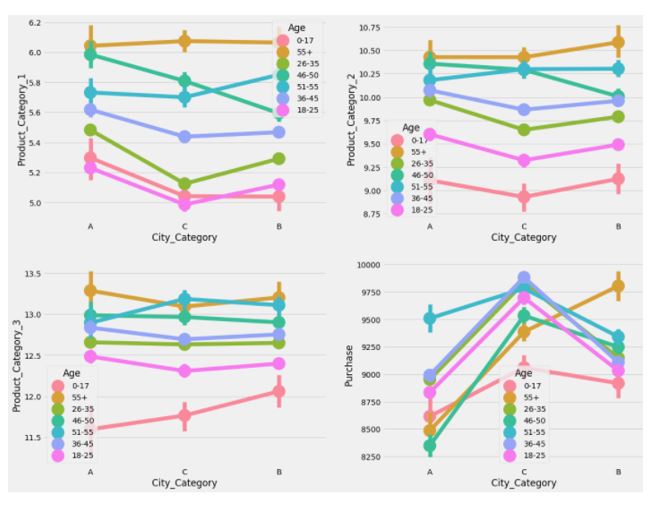 6.2
6.0
5.8
5.6
5.4
5.2
5.0
Product_Category_1
A
C
B
City_Category
Age
0-17
55+
26-35
46-50
51-55
36-45
18-25
10.75
10.50
10.25
10.00
9.75
9.50
9.25
9.00
8.75
Product_Category_2
A
C
B
City_Category
Age
0-17
55+
26-35
46-50
51-55
36-45
18-25
13.5
13.0
12.5
12.0
11.5
Product_Category_3
A
C
B
City_Category
Age
0-17
55+
26-35
46-50
51-55
36-45
18-25
10000
9750
9500
9250
9000
8750
8500
8250
Purchase
A
C
B
City_Category
Age
0-17
55+
26-35
46-50
51-55
36-45
18-25